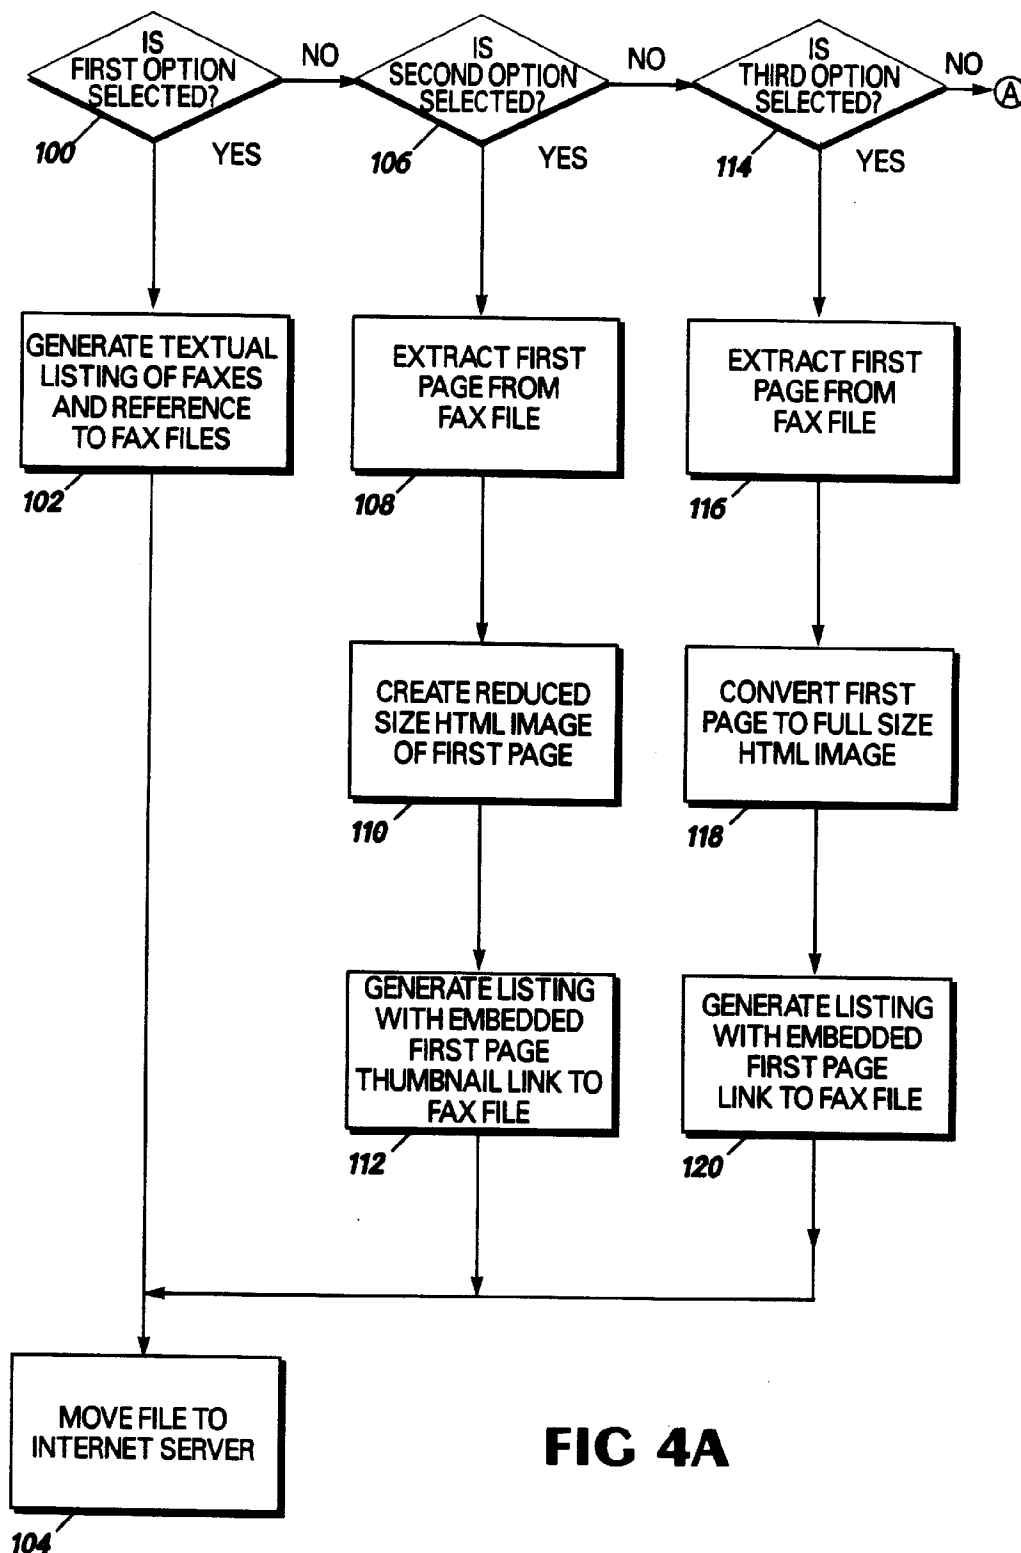 IS
FIRST OPTION
SELECTED?
100
YES
NO
IS
SECOND OPTION
SELECTED?
106
YES
NO
IS
THIRD OPTION
SELECTED?
114
YES
NO
A
GENERATE TEXTUAL
LISTING OF FAXES
AND REFERENCE
TO FAX FILES
102
EXTRACT FIRST
PAGE FROM
FAX FILE
108
EXTRACT FIRST
PAGE FROM
FAX FILE
116
CREATE REDUCED
SIZE HTML IMAGE
OF FIRST PAGE
110
CONVERT FIRST
PAGE TO FULL SIZE
HTML IMAGE
118
GENERATE LISTING
WITH EMBEDDED
FIRST PAGE
THUMBNAIL LINK TO
FAX FILE
112
GENERATE LISTING
WITH EMBEDDED
FIRST PAGE
LINK TO FAX FILE
120
MOVE FILE TO
INTERNET SERVER
104
FIG 4A